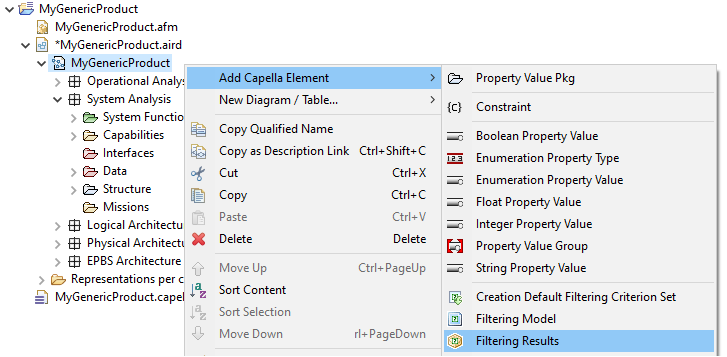 MyGenericProduct
MyGenericProduct.afm
*MyGenericProduct.aird
MyGenericProduct
Operational Analys
System Analysis
System Functio
Capabilities
Interfaces
Data
Structure
Missions
Logical Architectur
Physical Architectu
EPBS Architecture
Representations per c
MyGenericProduct.capel
Add Capella Element
New Diagram / Table...
Copy Qualified Name
Copy as Description Link Ctrl+Shift+C
Cut Ctrl+X
Copy Ctrl+C
Paste Ctrl+V
Delete Delete
Move Up Ctrl+PageUp
Sort Content
Sort Selection
Move Down rl+PageDown
Property Value Pkg
{C} Constraint
Boolean Property Value
1.2.3 Enumeration Property Type
Enumeration Property Value
Float Property Value
Integer Property Value
Property Value Group
String Property Value
Creation Default Filtering Criterion Set
Filtering Model
Filtering Results